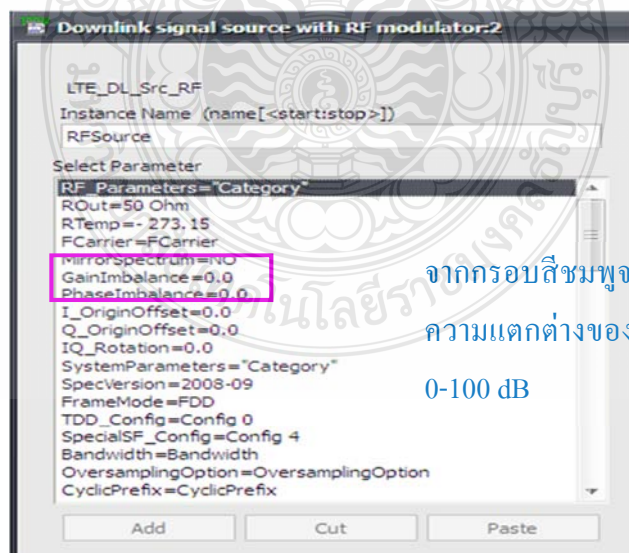 Downlink signal source with RF modulator:2
LTE_DL_Src_RF
Instance Name (name[<start:stop>])
RFSource
Select Parameter
RF_Parameters="Category"
ROut=50 Ohm
RTemp=-273.15
FCarrier=FCarrier
MirrorSpectrum=NO
GainImbalance=0.0
PhaseImbalance=0.0
I_OriginOffset=0.0
Q_OriginOffset=0.0
IQ_Rotation=0.0
SystemParameters="Category"
SpecVersion=2008-09
FrameMode=FDD
TDD_Config=Config 0
SpecialSF_Config=Config 4
Bandwidth=Bandwidth
OversamplingOption=OversamplingOption
CyclicPrefix=CyclicPrefix
Add Cut Paste
จากกรอบสีชมพูจ
ความแตกต่างของ
0-100 dB